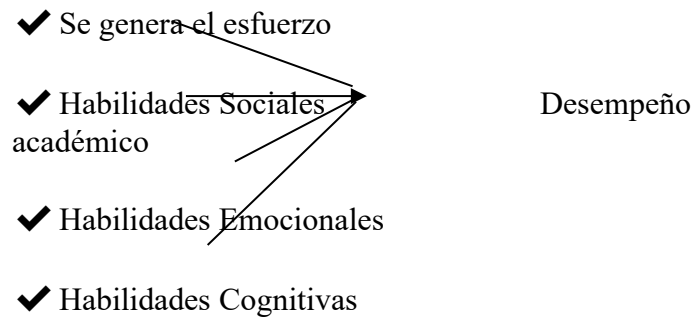 ✔ Se genera el esfuerzo
✔ Habilidades Sociales Desempeño
académico
✔ Habilidades Emocionales
✔ Habilidades Cognitivas